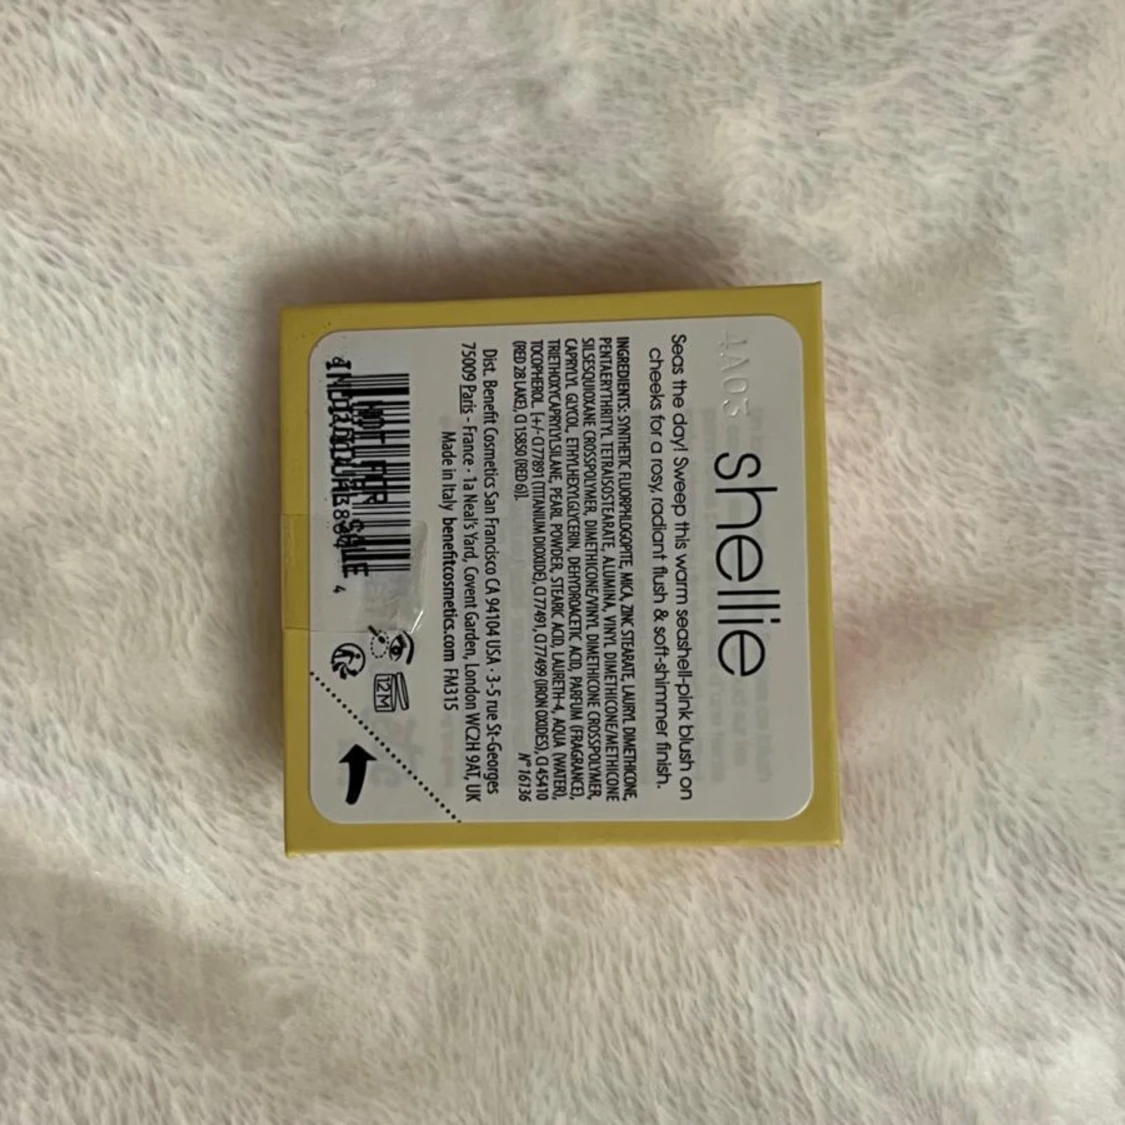 4A03
shellie
Seas the day! Sweep this warm seashell-pink blush on
cheeks for a rosy, radiant flush & soft-shimmer finish.
INGREDIENTS: SYNTHETIC FLUORPHLOGOPITE, MICA, ZINC STEARATE, LAURYL DIMETHICONE,
PENTAERYTHRITYL TETRAISOSTEARATE, ALUMINA, VINYL DIMETHICONE/METHICONE
SILSESQUIOXANE CROSSPOLYMER, DIMETHICONE/VINYL DIMETHICONE CROSSPOLYMER,
CAPRYLYL GLYCOL, ETHYLHEXYLGLYCERIN, DEHYDROACETIC ACID, PARFUM (FRAGRANCE),
TRIETHOXYCAPRYLYLSILANE, PEARL POWDER, STEARIC ACID, LAURETH-4, AQUA (WATER),
TOCOPHEROL. [+/- CI 77891 (TITANIUM DIOXIDE), CI 77491, CI 77499 (IRON OXIDES), CI 45410
(RED 28 LAKE), CI 15850 (RED 6)].
N° 16136
Dist. Benefit Cosmetics San Francisco CA 94104 USA · 3-5 rue St-Georges
75009 Paris - France · 1a Neal's Yard, Covent Garden, London WC2H 9AT, UK
Made in Italy benefitcosmetics.com FM315
12M
NOT FOR
SALE
4